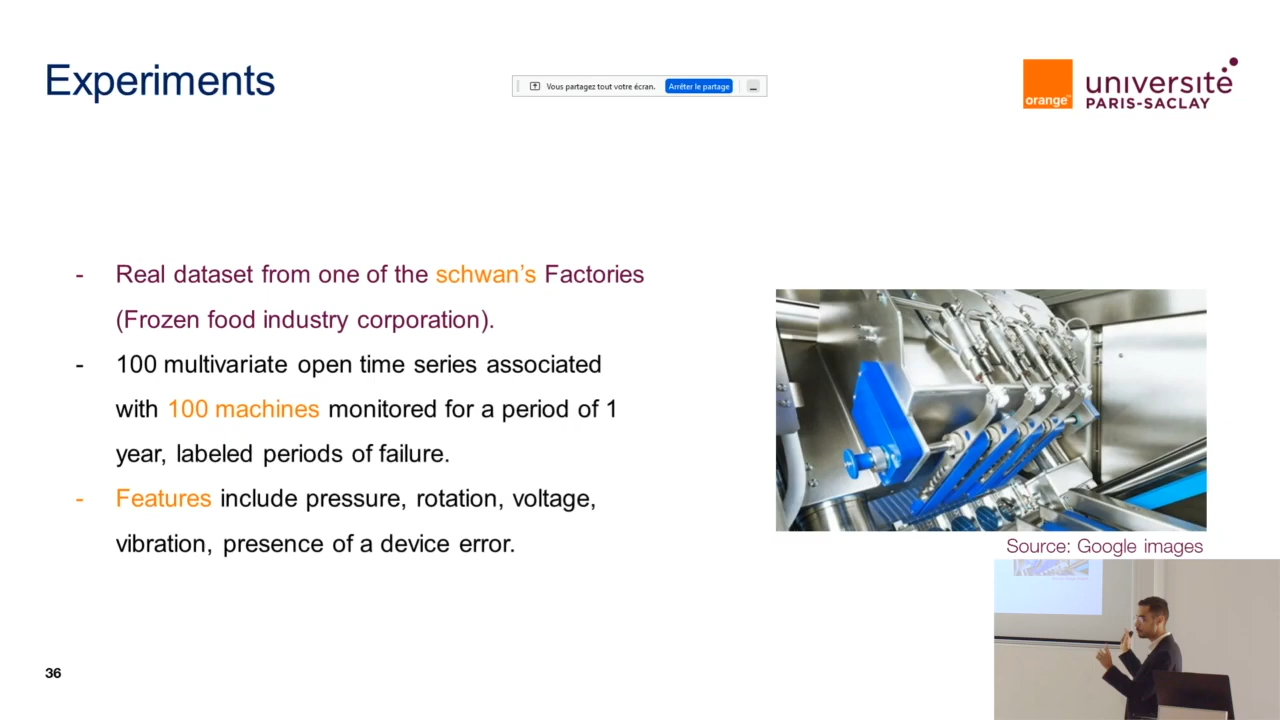 Experiments
Vous partagez tout votre écran.
Arrêter le partage
orange™
université
PARIS-SACLAY
- Real dataset from one of the schwan’s Factories
(Frozen food industry corporation).
- 100 multivariate open time series associated
with 100 machines monitored for a period of 1
year, labeled periods of failure.
- Features include pressure, rotation, voltage,
vibration, presence of a device error.
Source: Google images
36